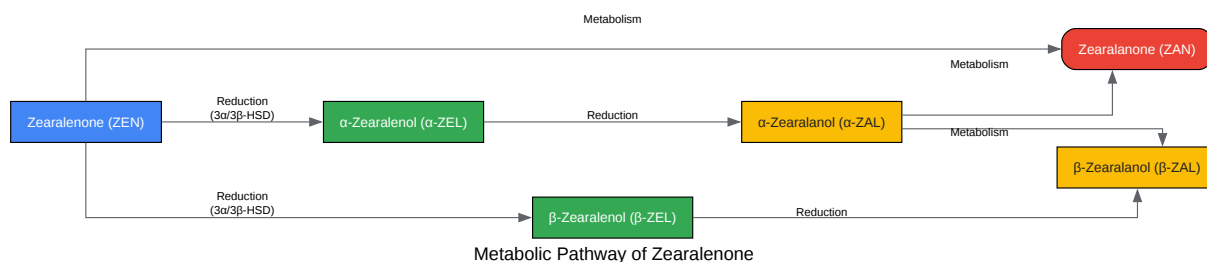 Metabolism
Zearalanone (ZAN)
Metabolism
Reduction
(3α/3β-HSD)
Zearalenone (ZEN)
α-Zearalenol (α-ZEL)
Reduction
α-Zearalanol (α-ZAL)
Metabolism
β-Zearalanol (β-ZAL)
Reduction
(3α/3β-HSD)
β-Zearalenol (β-ZEL)
Reduction
Metabolic Pathway of Zearalenone